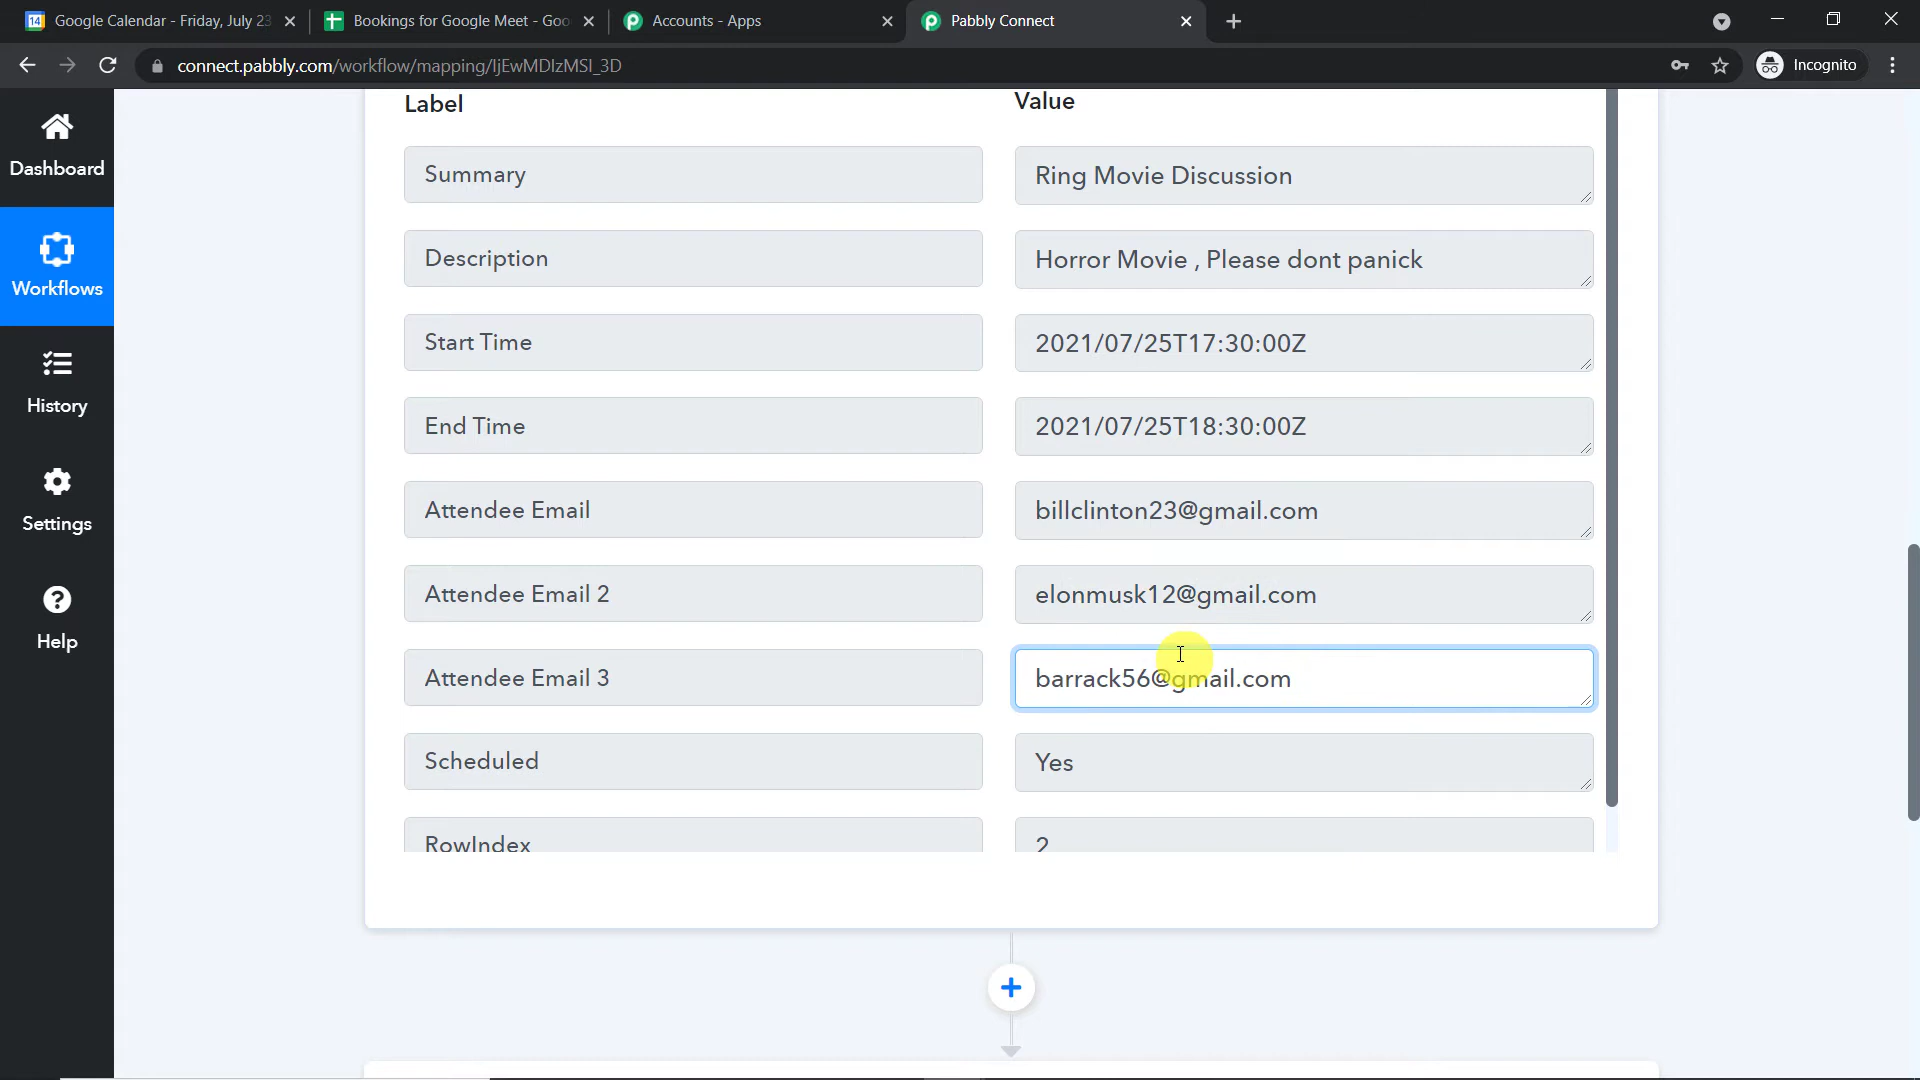 Google Calendar - Friday, July 23
Bookings for Google Meet - Goo
Accounts - Apps
Pabbly Connect
connect.pabbly.com/workflow/mapping/IjEwMDIzMSI_3D
Incognito
Dashboard
Workflows
History
Settings
Help
Label Value
Summary Ring Movie Discussion
Description Horror Movie , Please dont panick
Start Time 2021/07/25T17:30:00Z
End Time 2021/07/25T18:30:00Z
Attendee Email billclinton23@gmail.com
Attendee Email 2 elonmusk12@gmail.com
Attendee Email 3 barrack56@gmail.com
Scheduled Yes
RowIndex 2